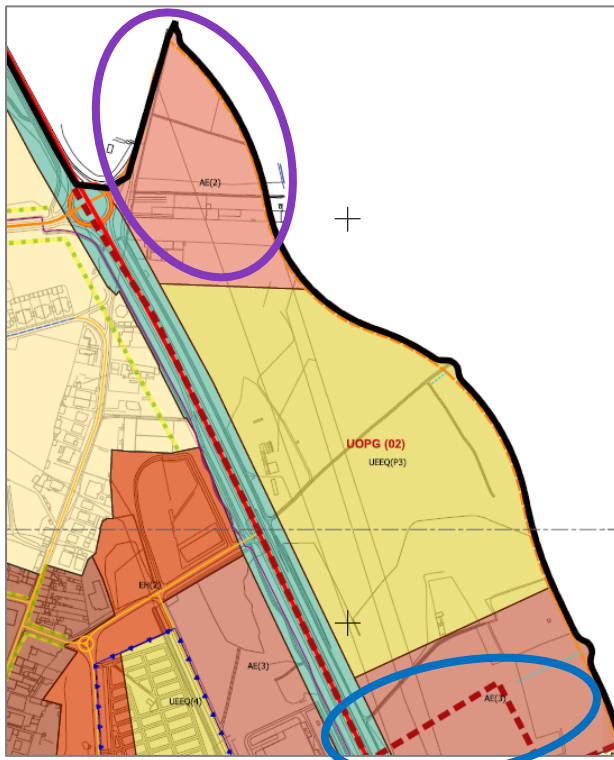 AE(2)
UOPG (02)
UEEQ(P3)
EH(2)
AE(3)
UEEQ(4)
AE(3)